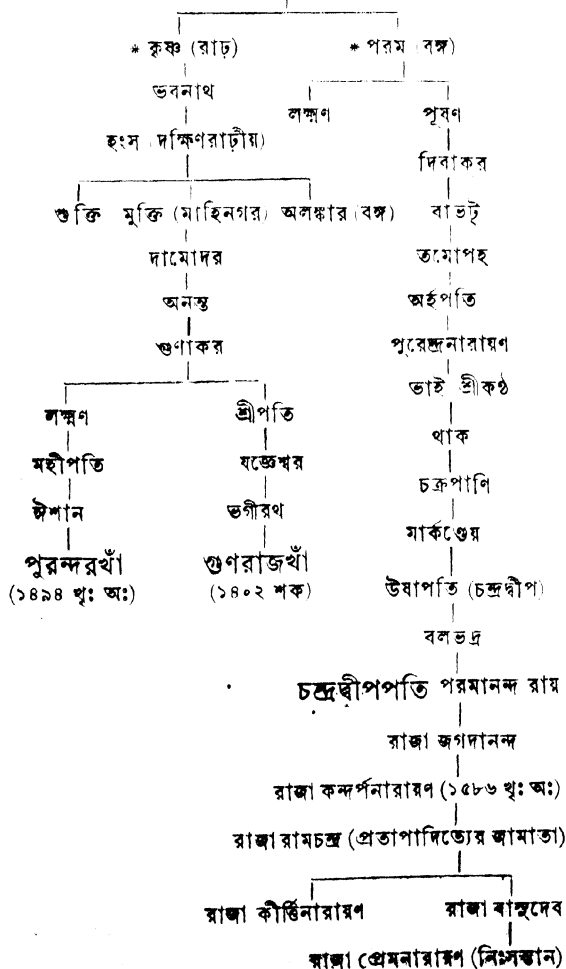 * কৃষ্ণ (রাঢ়) * পরম (বঙ্গ)
ভবনাথ
লক্ষ্মণ পূষণ
হংস (দক্ষিণরাঢ়ীয়)
দিবাকর
শুক্তি মুক্তি (মাহিনগর) অলঙ্কার (বঙ্গ) বাভট্ট
দামোদর তমোপহ
অনন্ত অর্হপতি
গুণাকর পুরেন্দ্রনারায়ণ
ভাই শ্রীকণ্ঠ
লক্ষ্মণ শ্রীপতি
থাক
মহীপতি যজ্ঞেশ্বর
চক্রপাণি
ঈশান ভগীরথ
মার্কণ্ডেয়
পুরন্দরখাঁ গুণরাজখাঁ
(১৪৯৪ খৃঃ অঃ) (১৪০২ শক) উষাপতি (চন্দ্রদ্বীপ)
বলভদ্র
চন্দ্রদ্বীপপতি পরমানন্দ রায়
রাজা জগদানন্দ
রাজা কন্দর্পনারায়ণ (১৫৮৬ খৃঃ অঃ)
রাজা রামচন্দ্র (প্রতাপাদিত্যের জামাতা)
রাজা কীর্ত্তিনারায়ণ রাজা বাসুদেব
রাজা প্রেমনারায়ণ (নিঃসন্তান)